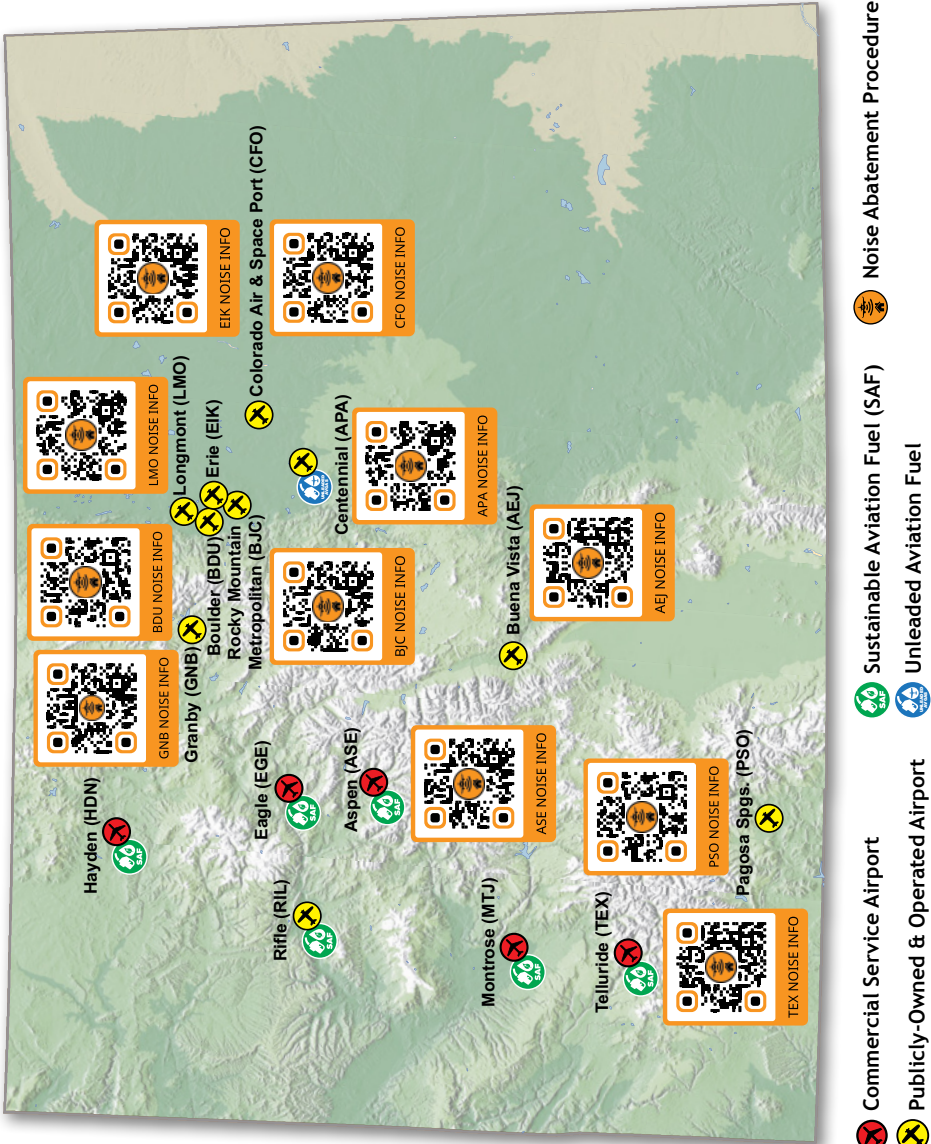 Hayden (HDN)
GNB NOISE INFO
BDU NOISE INFO
LMO NOISE INFO
EIK NOISE INFO
Granby (GNB)
Longmont (LMO)
Boulder (BDU)
Erie (EIK)
Rocky Mountain
Metropolitan (BJC)
Colorado Air & Space Port (CFO)
CFO NOISE INFO
BJC NOISE INFO
Rifle (RIL)
SAF
Eagle (EGE)
SAF
SAF
Aspen (ASE)
SAF
Centennial (APA)
APA NOISE INFO
ASE NOISE INFO
Buena Vista (AEJ)
AEJ NOISE INFO
Montrose (MTJ)
SAF
Telluride (TEX)
SAF
PSO NOISE INFO
Pagosa Spgs. (PSO)
TEX NOISE INFO
Commercial Service Airport
SAF
Sustainable Aviation Fuel (SAF)
Noise Abatement Procedure
Publicly-Owned & Operated Airport
Unleaded Aviation Fuel